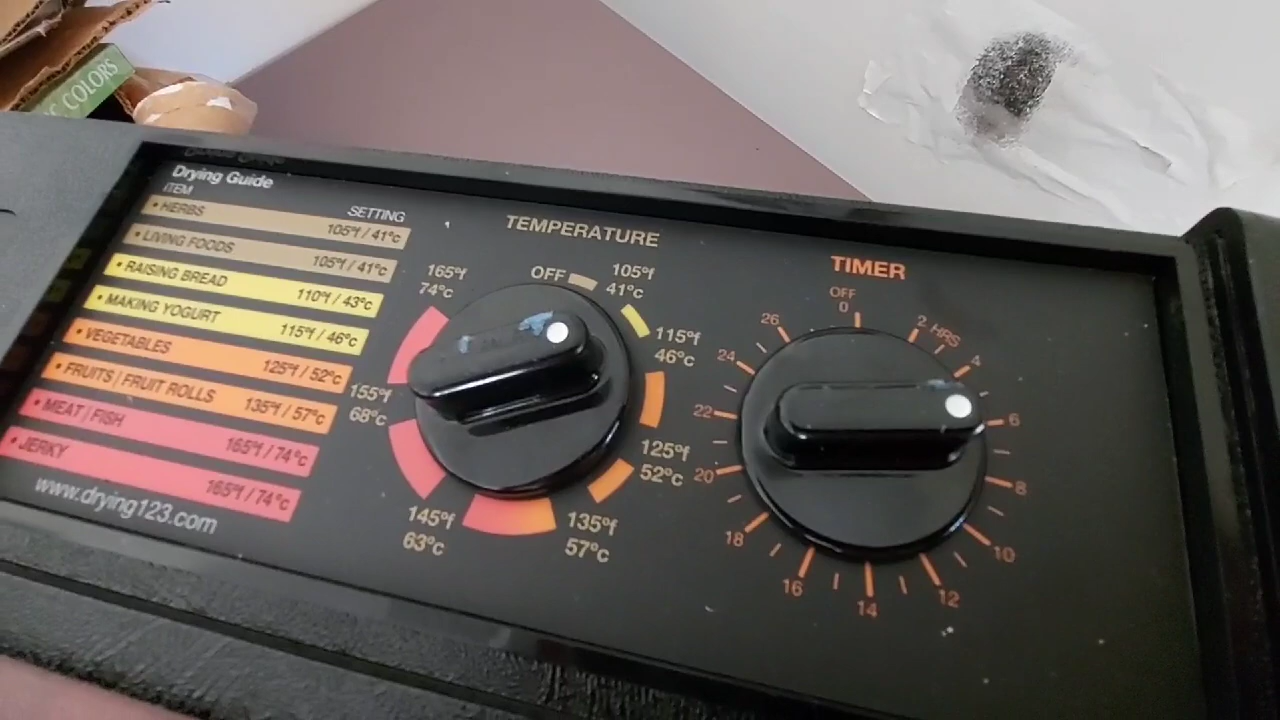 C COLORS
Drying Guide
ITEM
SETTING
• HERBS 105°f / 41°c
• LIVING FOODS 105°f / 41°c
• RAISING BREAD 110°f / 43°c
• MAKING YOGURT 115°f / 46°c
• VEGETABLES 125°f / 52°c
• FRUITS | FRUIT ROLLS 135°f / 57°c
• MEAT | FISH 165°f / 74°c
• JERKY 165°f / 74°c
www.drying123.com
TEMPERATURE
OFF
105°f
41°c
115°f
46°c
125°f
52°c
135°f
57°c
145°f
63°c
155°f
68°c
165°f
74°c
TIMER
OFF
0
2 HRS
4
6
8
10
12
14
16
18
20
22
24
26